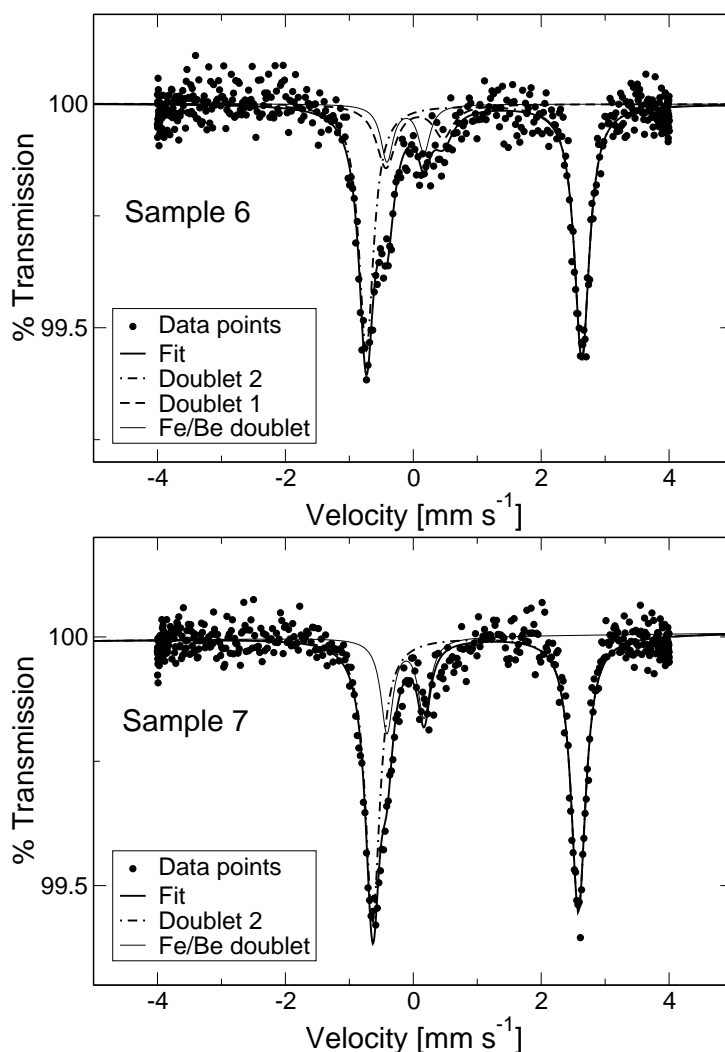 100
99.5
% Transmission
Sample 6
Data points
Fit
Doublet 2
Doublet 1
Fe/Be doublet
-4 -2 0 2 4
Velocity [mm s-1]
100
99.5
% Transmission
Sample 7
Data points
Fit
Doublet 2
Fe/Be doublet
-4 -2 0 2 4
Velocity [mm s-1]